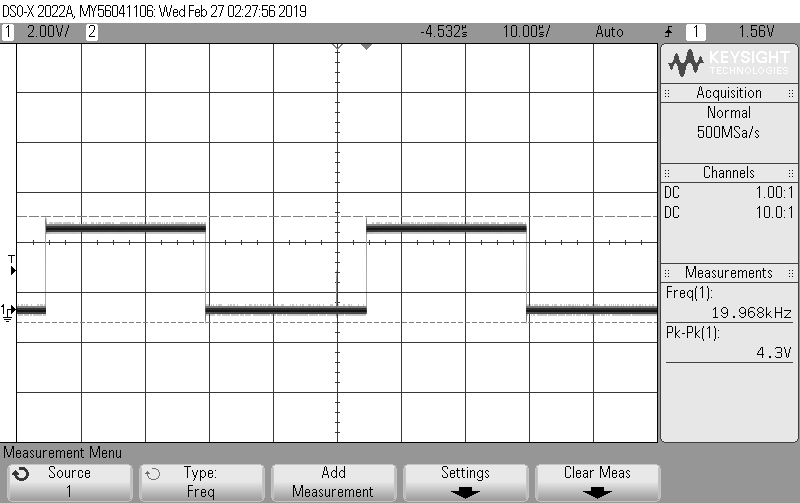 DSO-X 2022A, MY56041106: Wed Feb 27 02:27:56 2019
1 2.00V/ 2 -4.532µs 10.00µs/ Auto 1 1.56V
KEYSIGHT
TECHNOLOGIES
Acquisition
Normal
500MSa/s
Channels
DC 1.00:1
DC 10.0:1
T
Measurements
Freq(1):
19.968kHz
1
Pk-Pk(1):
4.3V
Measurement Menu
Source
1
Type:
Freq
Add
Measurement
Settings
Clear Meas